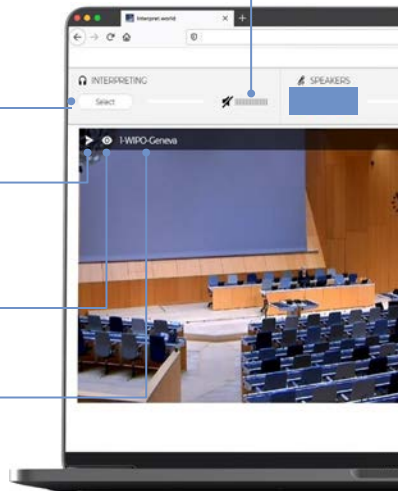 Interpret.world
INTERPRETING
SPEAKERS
Select
1-WIPO-Geneva